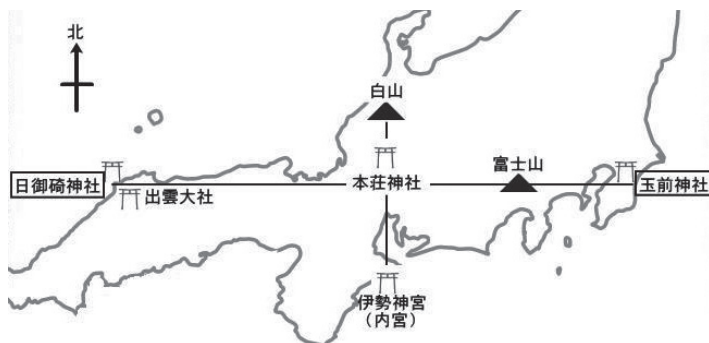 北
白山
日御碕神社
出雲大社
本荘神社
富士山
玉前神社
伊勢神宮
(内宮)